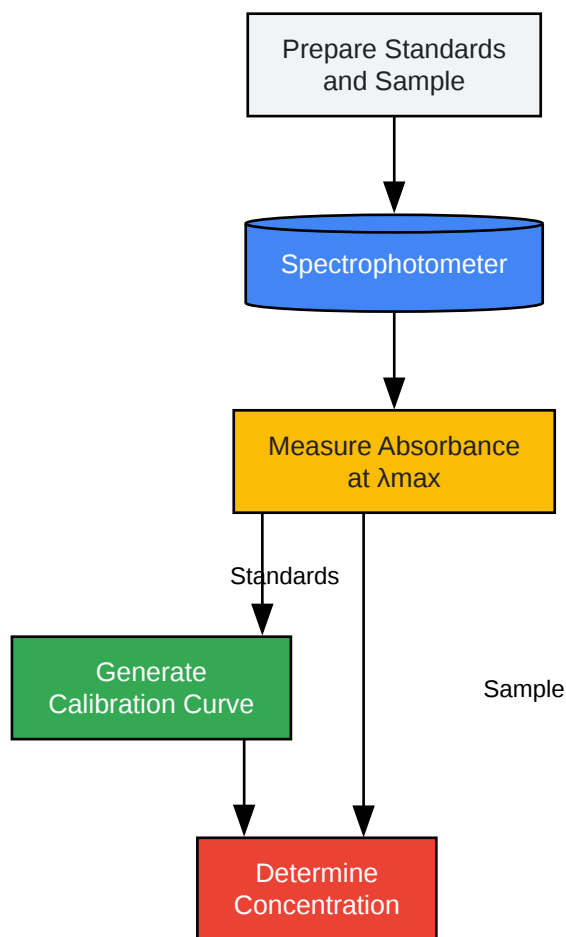 Prepare Standards
and Sample
Spectrophotometer
Measure Absorbance
at λmax
Standards
Generate
Calibration Curve
Sample
Determine
Concentration